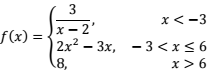 f(x) = { 3/(x − 2), x < −3
2x² − 3x, − 3 < x ≤ 6
8, x > 6